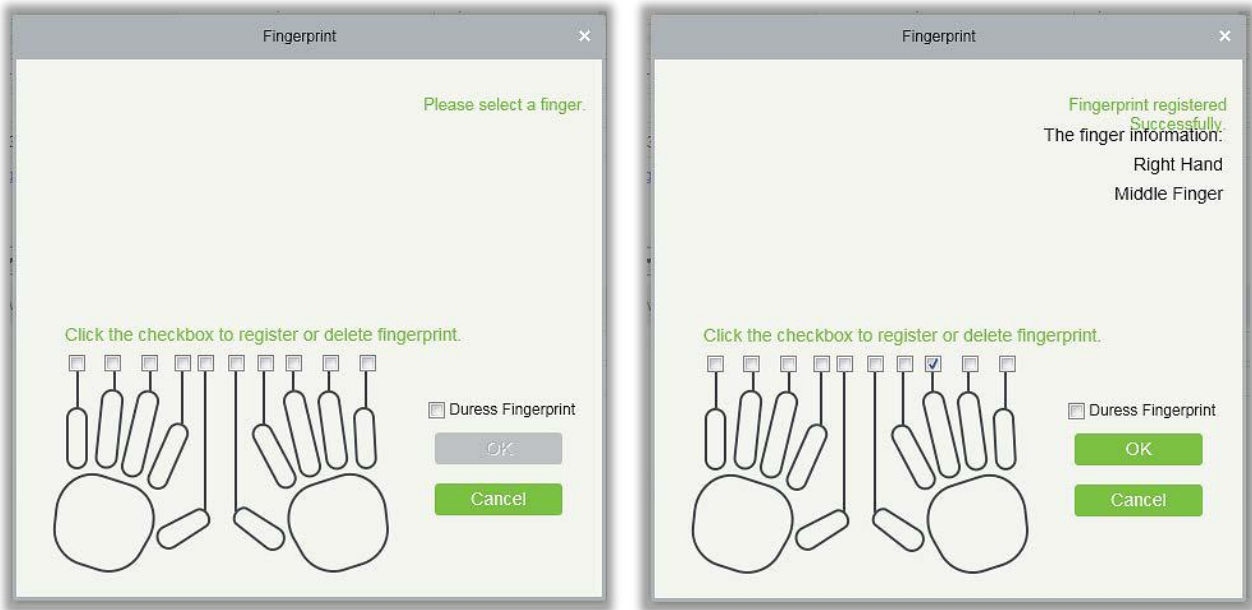 Fingerprint
Please select a finger.
Click the checkbox to register or delete fingerprint.
Duress Fingerprint
OK
Cancel
Fingerprint
Fingerprint registered
Successfully.
The finger information:
Right Hand
Middle Finger
Click the checkbox to register or delete fingerprint.
Duress Fingerprint
OK
Cancel